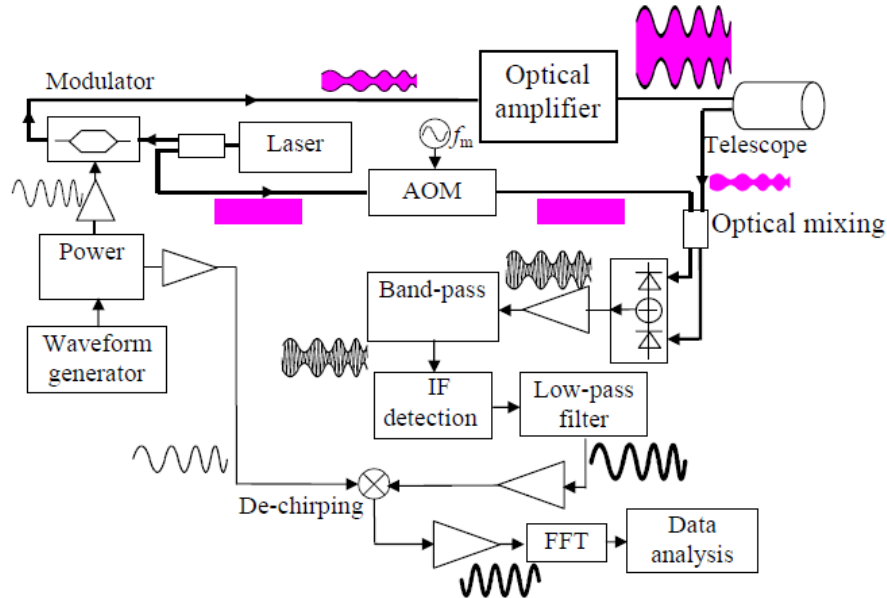 Modulator
Optical
amplifier
Laser
fm
Telescope
AOM
Optical mixing
Power
Band-pass
Waveform
generator
IF
detection
Low-pass
filter
De-chirping
FFT
Data
analysis